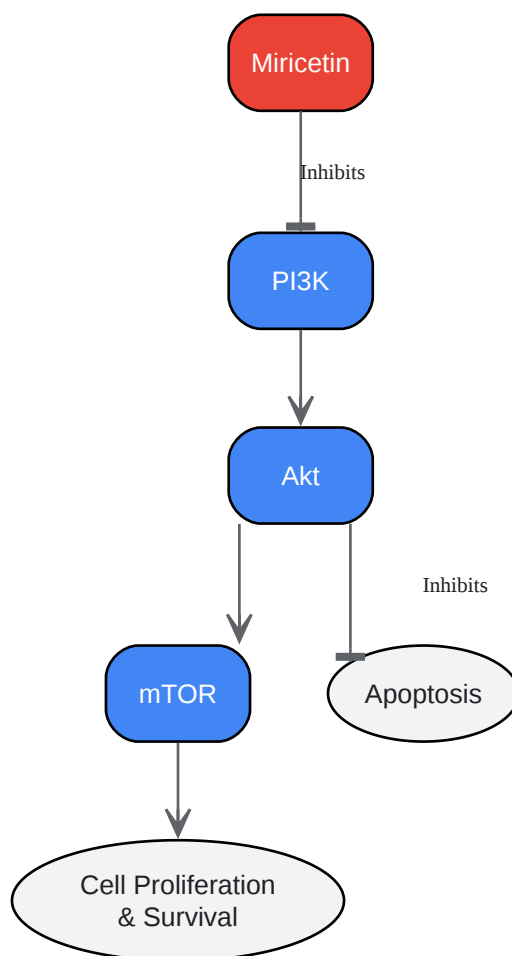 Miricetin
Inhibits
PI3K
Akt
Inhibits
mTOR
Apoptosis
Cell Proliferation
& Survival